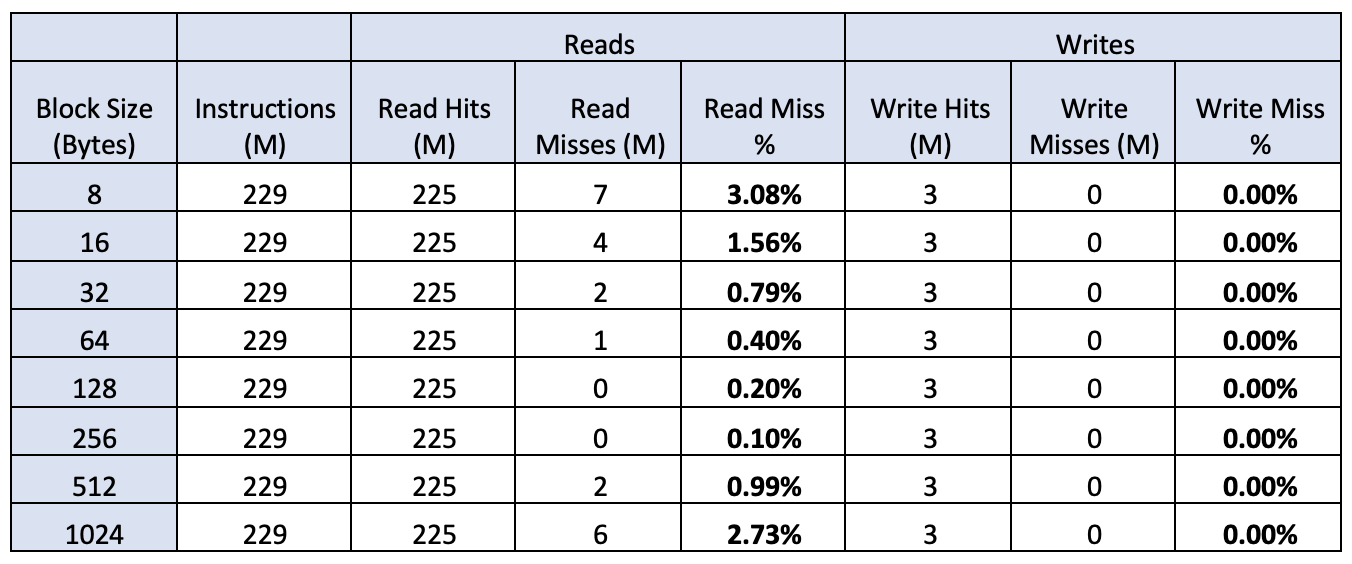 Reads Writes
Block Size (Bytes) Instructions (M) Read Hits (M) Read Misses (M) Read Miss % Write Hits (M) Write Misses (M) Write Miss %
8 229 225 7 3.08% 3 0 0.00%
16 229 225 4 1.56% 3 0 0.00%
32 229 225 2 0.79% 3 0 0.00%
64 229 225 1 0.40% 3 0 0.00%
128 229 225 0 0.20% 3 0 0.00%
256 229 225 0 0.10% 3 0 0.00%
512 229 225 2 0.99% 3 0 0.00%
1024 229 225 6 2.73% 3 0 0.00%